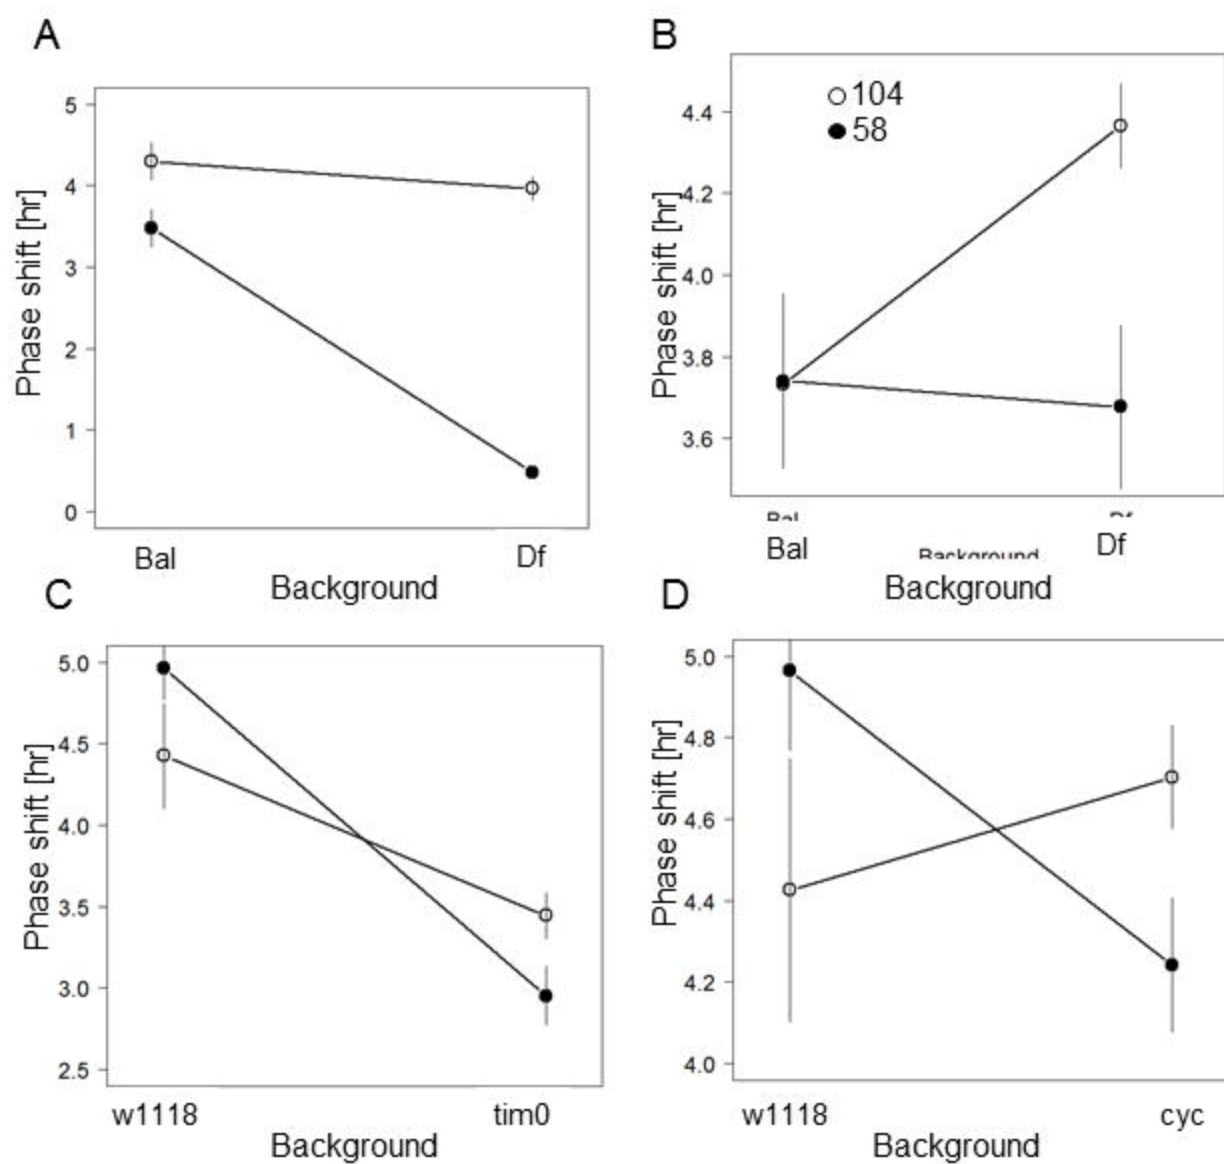 A
Phase shift [hr]
5
4
3
2
1
0
Bal
Df
Background
B
104
58
Phase shift [hr]
4.4
4.2
4.0
3.8
3.6
Bal
Df
Bal
Df
Background
Background
C
Phase shift [hr]
5.0
4.5
4.0
3.5
3.0
2.5
w1118
tim0
Background
D
Phase shift [hr]
5.0
4.8
4.6
4.4
4.2
4.0
w1118
cyc
Background